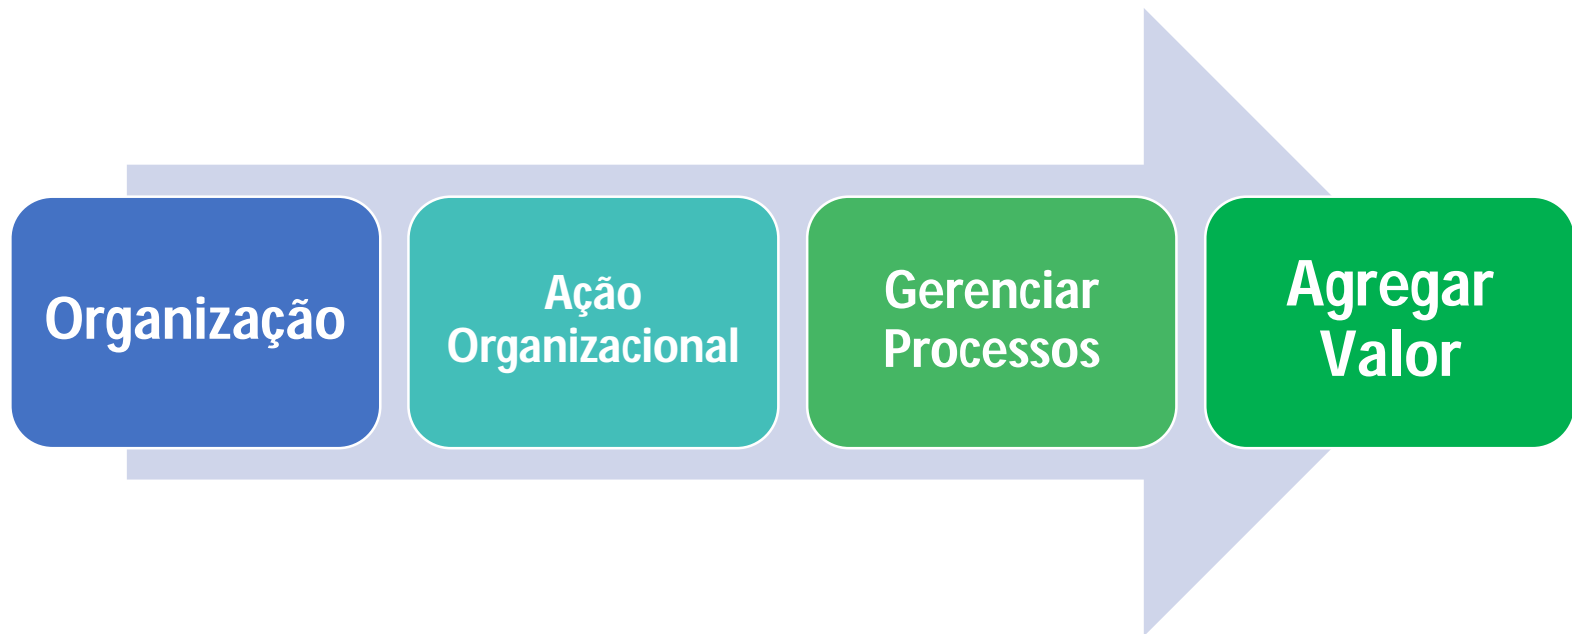 Organização
Ação
Organizacional
Gerenciar
Processos
Agregar
Valor